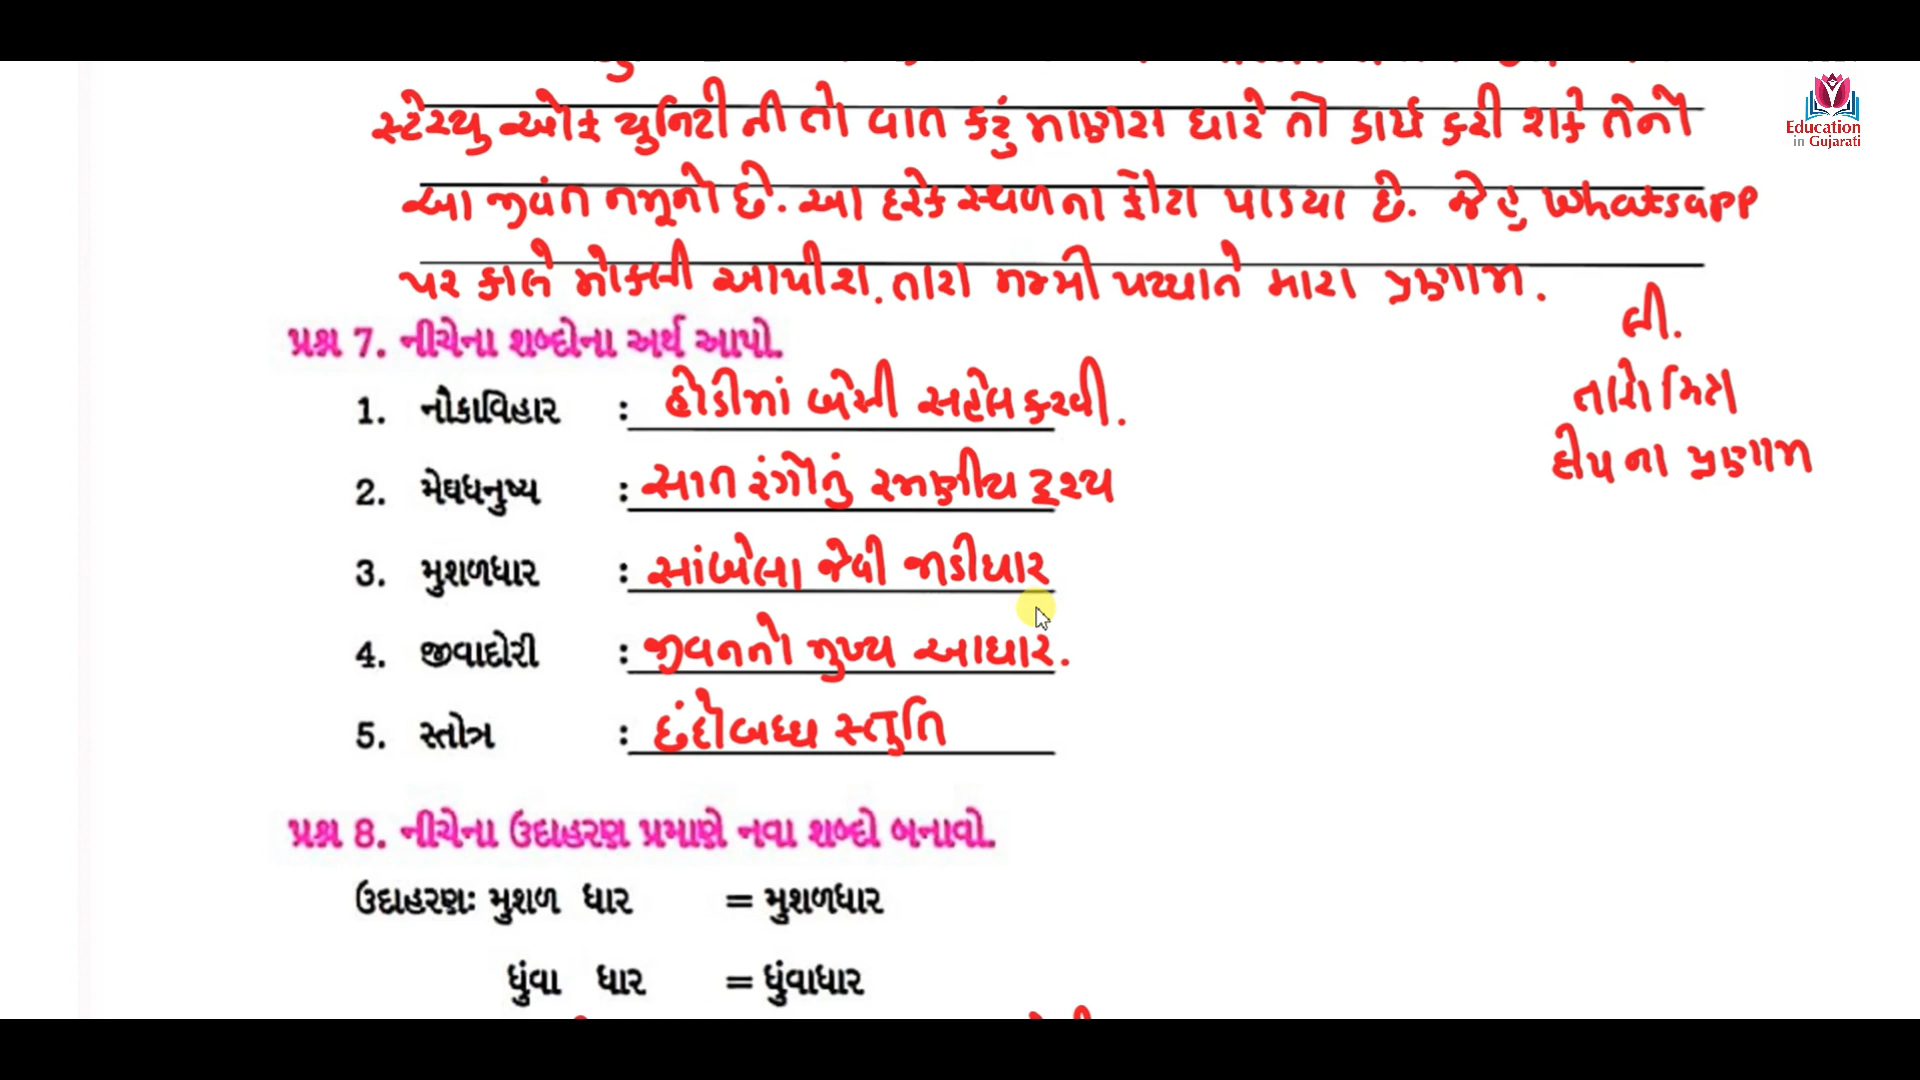 સ્ટેચ્યુ ઓફ યુનિટી ની તો વાત કરું માણસ ધારે તો કાર્ય કરી શકે તેનો
Education
in Gujarati
આ જીવંત નમૂનો છે. આ દરેક સ્થળના ફોટા પાડ્યા છે. જે હું Whatsapp
પર કાલે મોકલી આપીશ. તારા મમ્મી પપ્પાને મારા પ્રણામ.
લી.
તારો મિત્ર
દીપ ના પ્રણામ
પ્રશ્ન 7. નીચેના શબ્દોના અર્થ આપો.
1. નૌકાવિહાર : હોડીમાં બેસી સહેલ કરવી.
2. મેઘધનુષ્ય : સાત રંગોનું રમણીય દ્રશ્ય
3. મુશળધાર : સાંબેલા જેવી જાડીધાર
4. જીવાદોરી : જીવનનો મુખ્ય આધાર.
5. સ્તોત્ર : છંદોબધ્ધ સ્તુતિ
પ્રશ્ન 8. નીચેના ઉદાહરણ પ્રમાણે નવા શબ્દો બનાવો.
ઉદાહરણઃ મુશળ ધાર = મુશળધાર
ધુંવા ધાર = ધુંવાધાર